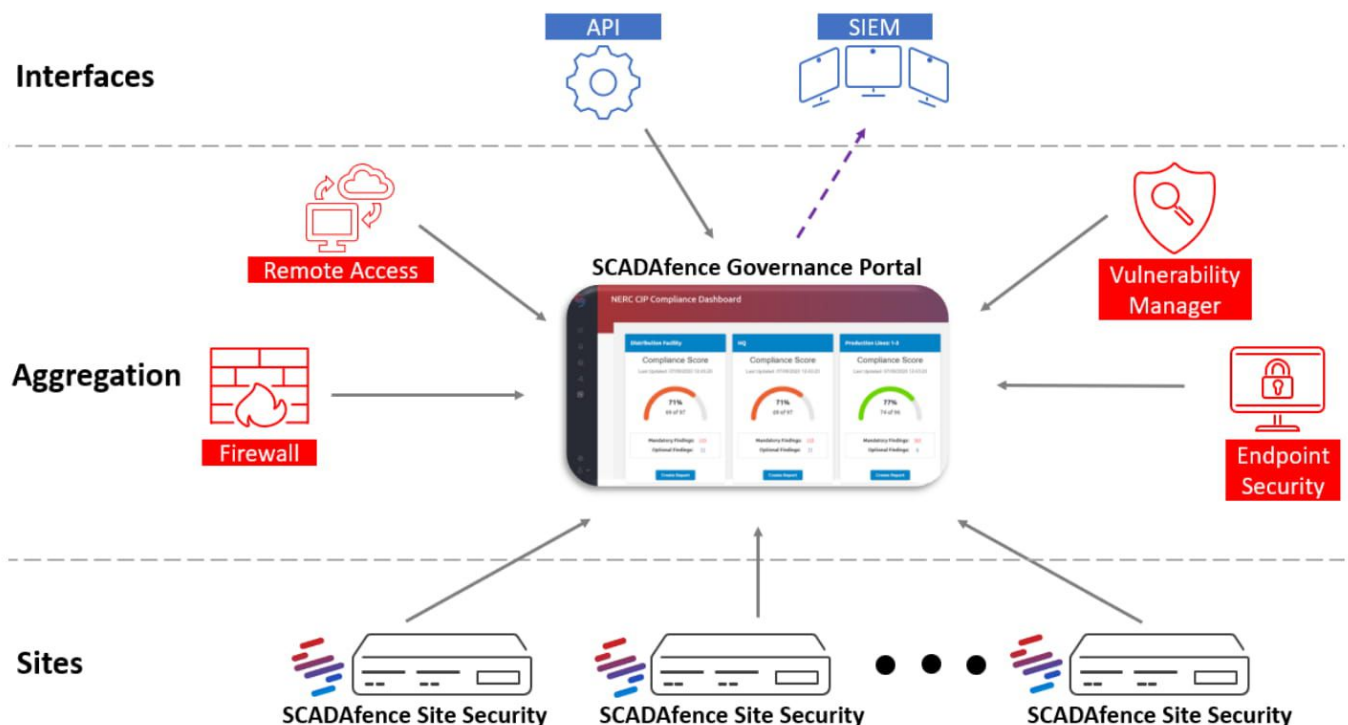 API
SIEM
Interfaces
Remote Access
SCADAfence Governance Portal
Vulnerability
Manager
NERC CIP Compliance Dashboard
Distribution Facility
HQ
Production Lines: 1-3
Compliance Score
Compliance Score
Compliance Score
71%
71%
77%
Aggregation
Mandatory Findings:
Mandatory Findings:
Mandatory Findings:
Optional Findings:
Optional Findings:
Optional Findings:
Firewall
Create Report
Create Report
Create Report
Endpoint
Security
Sites
SCADAfence Site Security
SCADAfence Site Security
SCADAfence Site Security